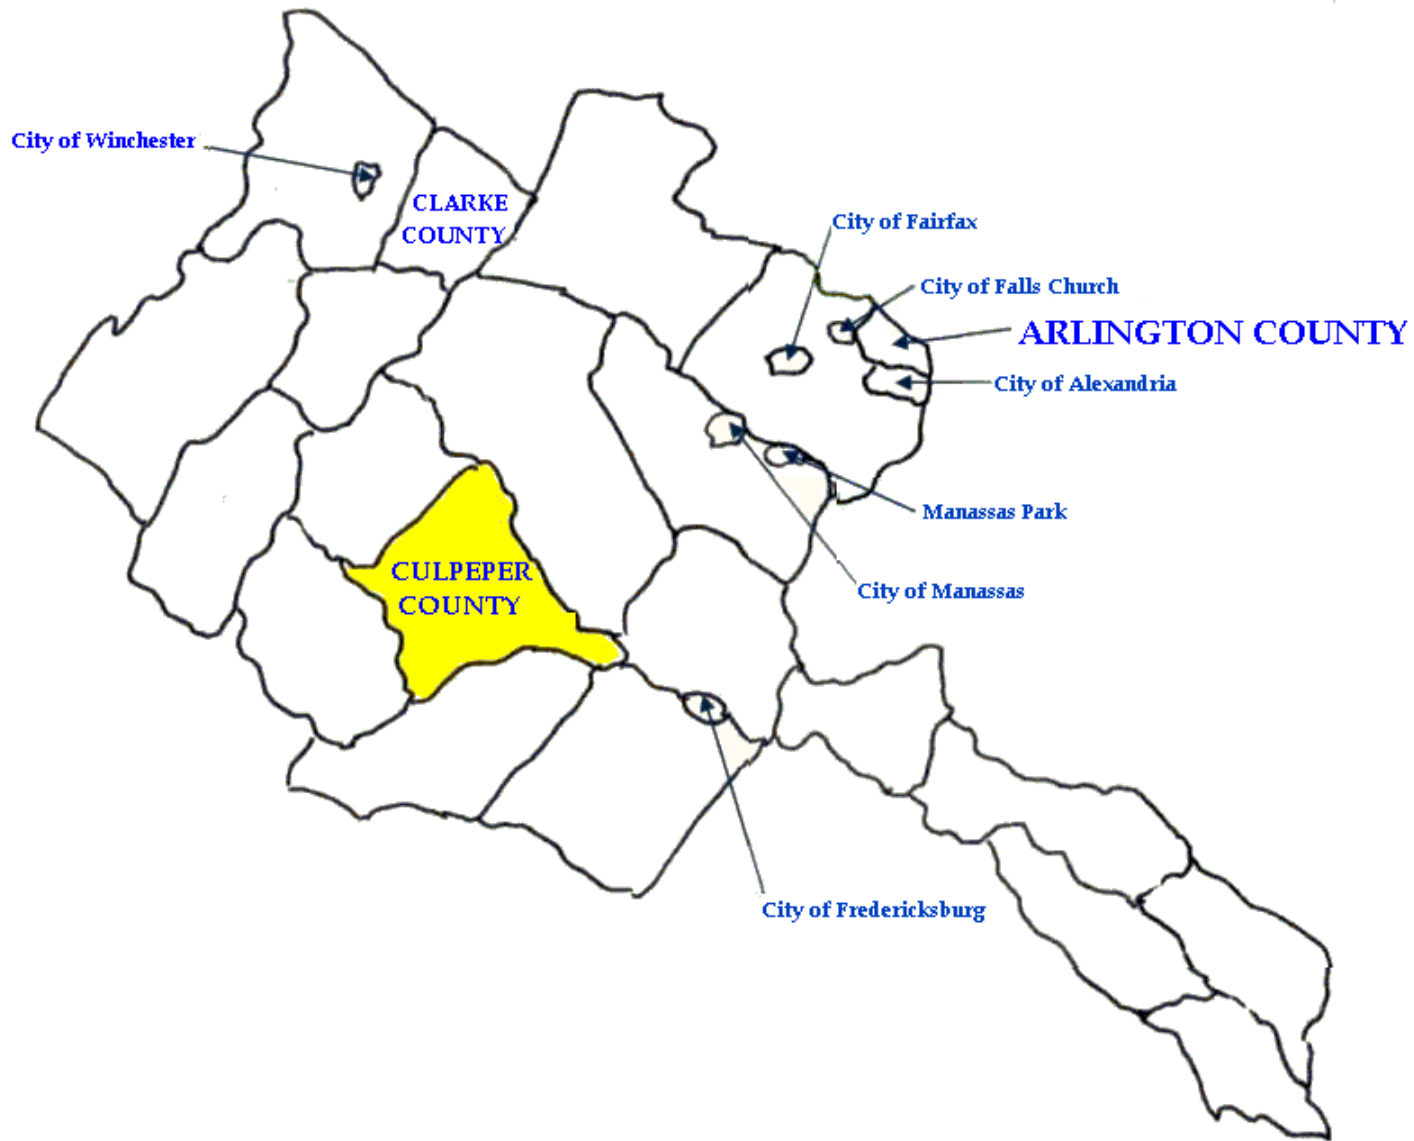 City of Winchester
CLARKE
COUNTY
City of Fairfax
City of Falls Church
ARLINGTON COUNTY
City of Alexandria
Manassas Park
CULPEPER
COUNTY
City of Manassas
City of Fredericksburg